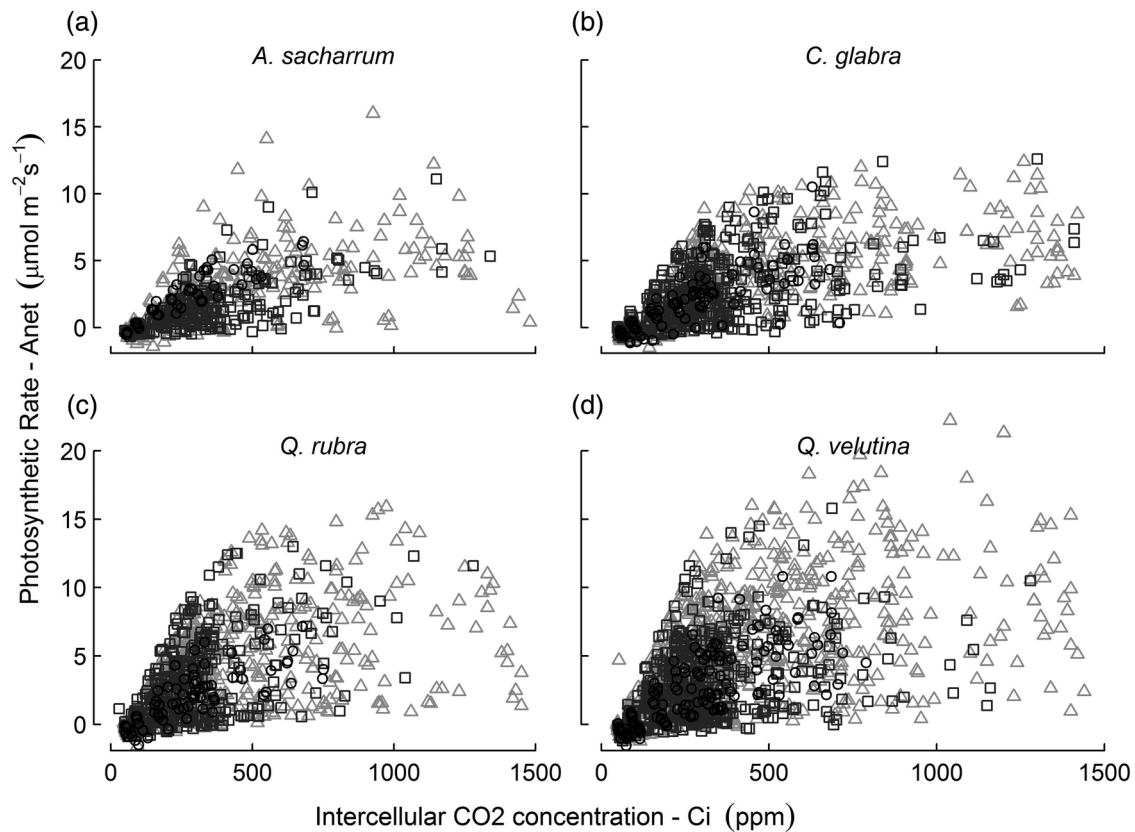 (a)
(b)
A. sacharrum
C. glabra
20
15
10
5
0
(c)
(d)
Q. rubra
Q. velutina
20
15
10
5
0
0 500 1000 1500
0 500 1000 1500
Photosynthetic Rate - Anet (μmol m−2s−1)
Intercellular CO2 concentration - Ci (ppm)